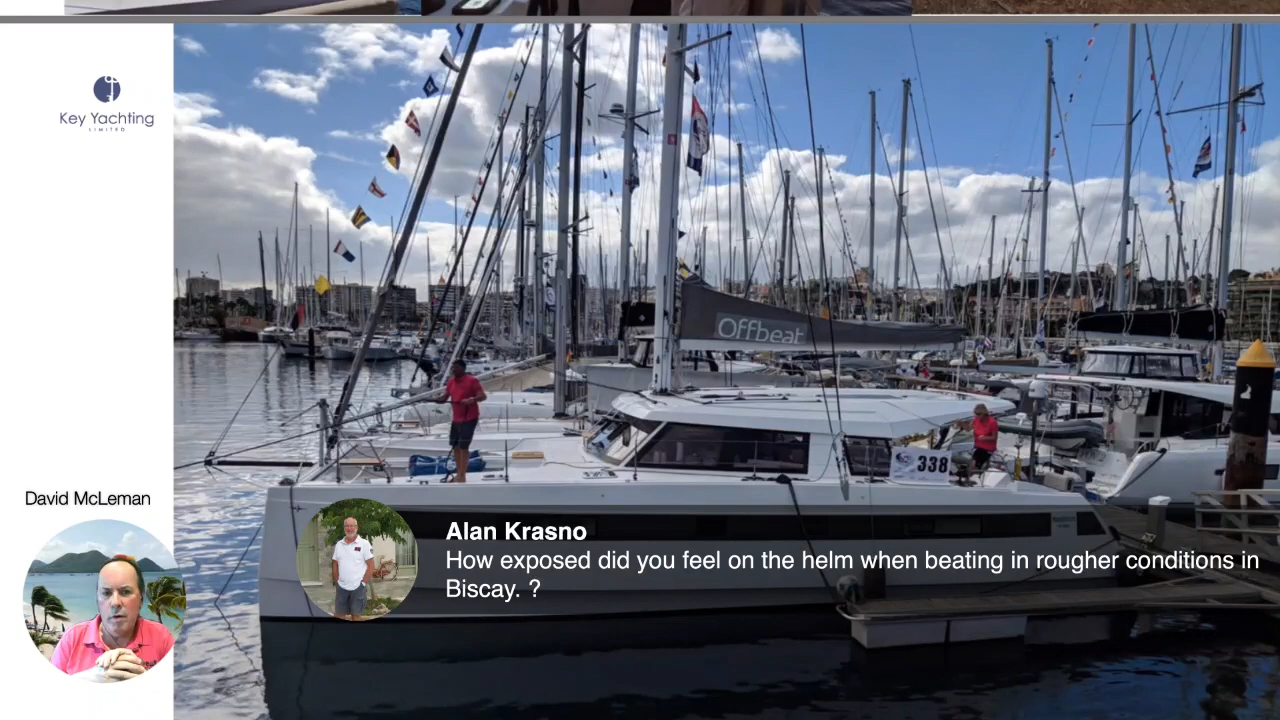 Key Yachting
LIMITED
Offbeat
338
David McLeman
Alan Krasno
How exposed did you feel on the helm when beating in rougher conditions in
Biscay. ?